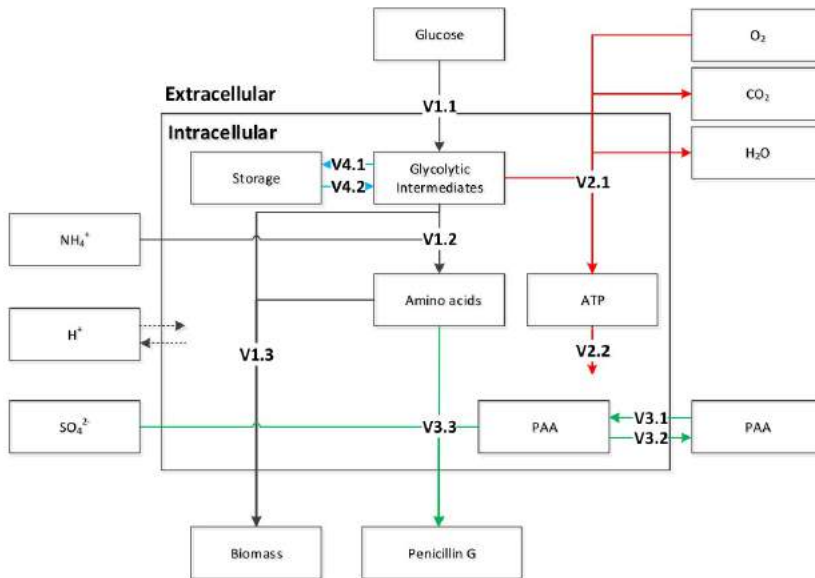 Glucose
O₂
Extracellular
CO₂
V1.1
Intracellular
H₂O
Storage
V4.1
V4.2
Glycolytic
Intermediates
V2.1
NH₄⁺
V1.2
Amino acids
ATP
H⁺
V1.3
V2.2
SO₄²⁻
V3.3
PAA
V3.1
V3.2
PAA
Biomass
Penicillin G